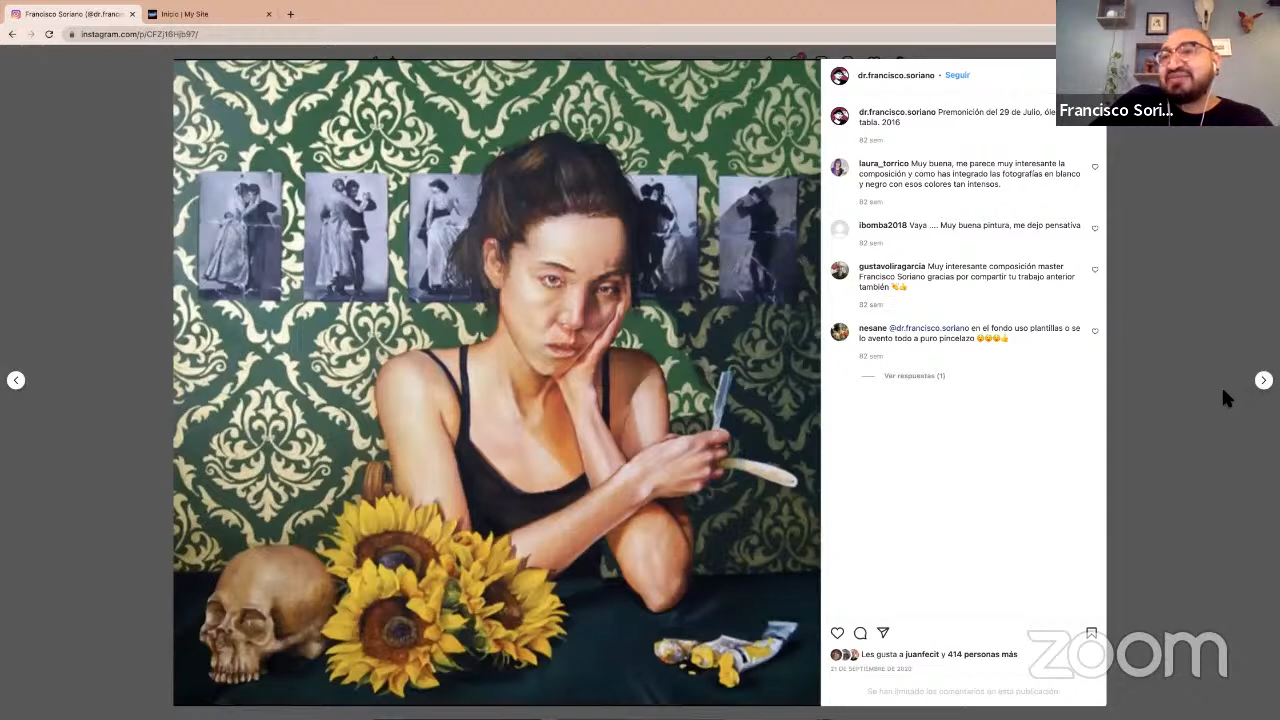 Francisco Soriano (@dr.franc
Inicio | My Site
instagram.com/p/CFZj16Hjb97/
Francisco Sori...
dr.francisco.soriano • Seguir
dr.francisco.soriano Premonición del 29 de Julio, óle
tabla. 2016
82 sem
laura_torrico Muy buena, me parece muy interesante la
composición y como has integrado las fotografías en blanco
y negro con esos colores tan intensos.
82 sem
ibomba2018 Vaya .... Muy buena pintura, me dejo pensativa
82 sem
gustavoliragarcia Muy interesante composición master
Francisco Soriano gracias por compartir tu trabajo anterior
también 👏👍
82 sem
nesane @dr.francisco.soriano en el fondo uso plantillas o se
lo avento todo a puro pincelazo 😮😮😮👍
82 sem
Ver respuestas (1)
Les gusta a juanfecit y 414 personas más
21 DE SEPTIEMBRE DE 2020
Se han limitado los comentarios en esta publicación.
zoom